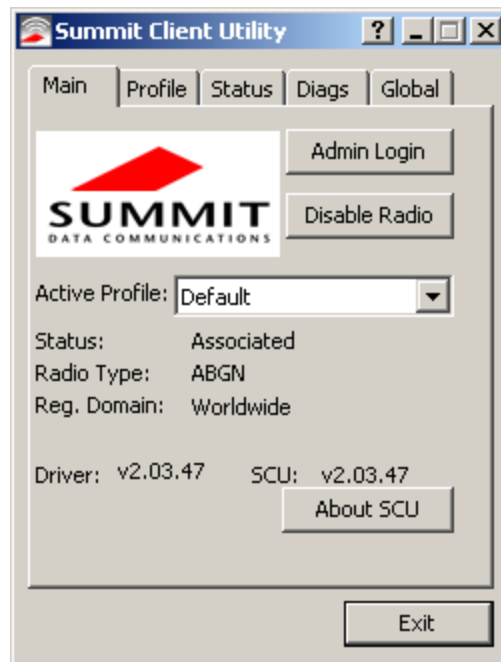 Summit Client Utility
Main Profile Status Diags Global
SUMMIT
DATA COMMUNICATIONS
Admin Login
Disable Radio
Active Profile: Default
Status: Associated
Radio Type: ABGN
Reg. Domain: Worldwide
Driver: v2.03.47 SCU: v2.03.47
About SCU
Exit